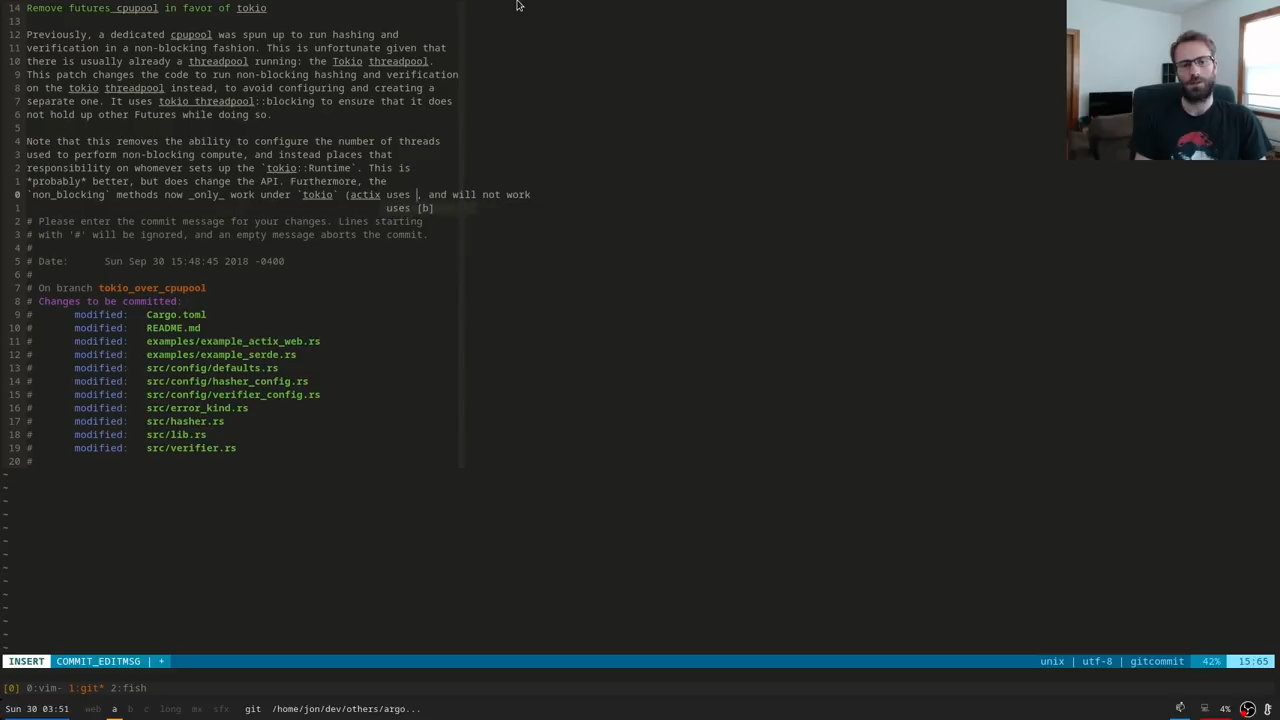 14 Remove futures_cpupool in favor of tokio
13
12 Previously, a dedicated cpupool was spun up to run hashing and
11 verification in a non-blocking fashion. This is unfortunate given that
10 there is usually already a threadpool running: the Tokio threadpool.
9 This patch changes the code to run non-blocking hashing and verification
8 on the tokio threadpool instead, to avoid configuring and creating a
7 separate one. It uses tokio_threadpool::blocking to ensure that it does
6 not hold up other Futures while doing so.
5
4 Note that this removes the ability to configure the number of threads
3 used to perform non-blocking compute, and instead places that
2 responsibility on whomever sets up the `tokio::Runtime`. This is
1 *probably* better, but does change the API. Furthermore, the
0 `non_blocking` methods now _only_ work under `tokio` (actix uses , and will not work
1 uses [b]
2 # Please enter the commit message for your changes. Lines starting
3 # with '#' will be ignored, and an empty message aborts the commit.
4 #
5 # Date: Sun Sep 30 15:48:45 2018 -0400
6 #
7 # On branch tokio_over_cpupool
8 # Changes to be committed:
9 # modified: Cargo.toml
10 # modified: README.md
11 # modified: examples/example_actix_web.rs
12 # modified: examples/example_serde.rs
13 # modified: src/config/defaults.rs
14 # modified: src/config/hasher_config.rs
15 # modified: src/config/verifier_config.rs
16 # modified: src/error_kind.rs
17 # modified: src/hasher.rs
18 # modified: src/lib.rs
19 # modified: src/verifier.rs
20 #
~
~
~
~
~
~
~
~
~
~
~
~
~
~
INSERT COMMIT_EDITMSG | + unix | utf-8 | gitcommit 42% 15:65
[0] 0:vim- 1:git* 2:fish
Sun 30 03:51 web a b c long mx sfx git /home/jon/dev/others/argo... 4%